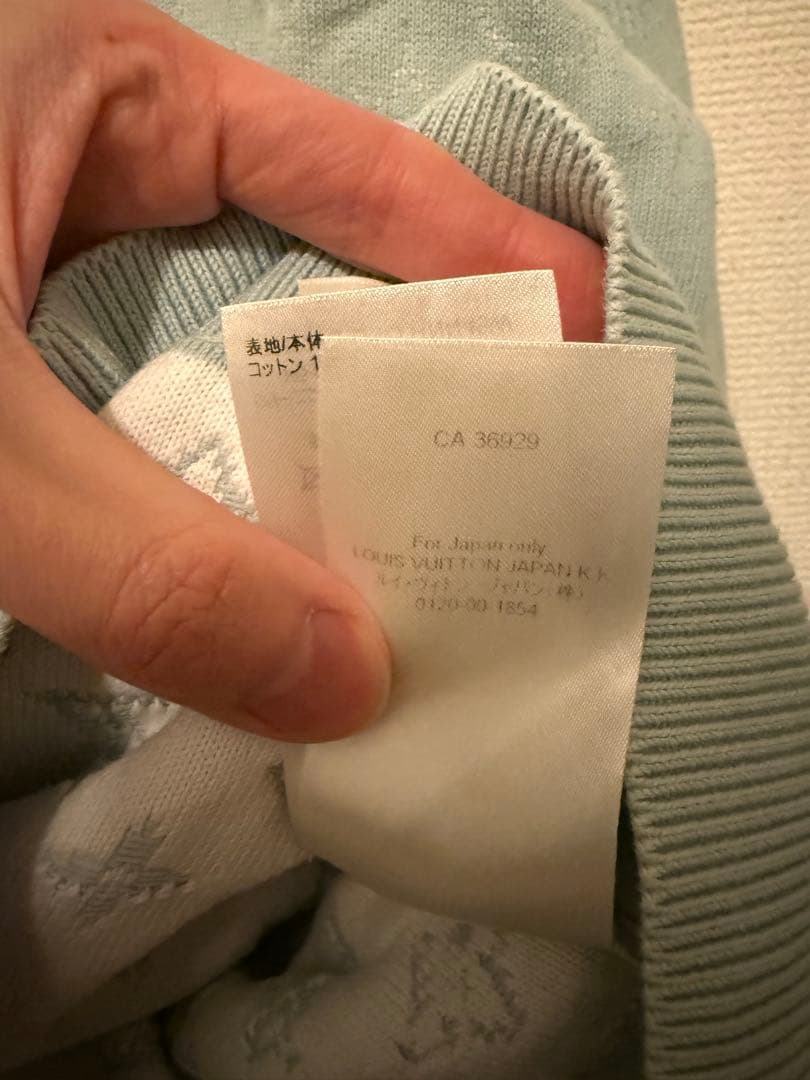 表地/本体
コットン 1
CA 36929
For Japan only
LOUIS VUITTON JAPAN K.K
ルイ・ヴィトン ジャパン(株)
0120-00-1854